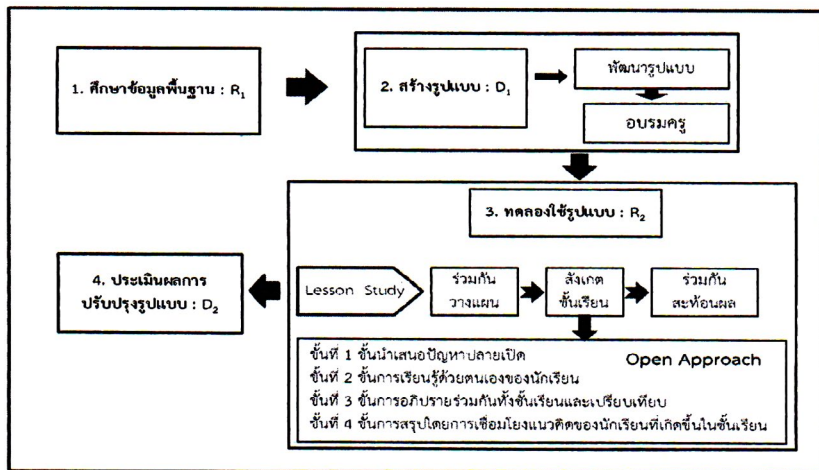 1. ศึกษาข้อมูลพื้นฐาน : R₁
2. สร้างรูปแบบ : D₁
พัฒนารูปแบบ
อบรมครู
3. ทดลองใช้รูปแบบ : R₂
Lesson Study
ร่วมกัน
วางแผน
สังเกต
ชั้นเรียน
ร่วมกัน
สะท้อนผล
Open Approach
ขั้นที่ 1 ขั้นนำเสนอปัญหาปลายเปิด
ขั้นที่ 2 ขั้นการเรียนรู้ด้วยตนเองของนักเรียน
ขั้นที่ 3 ขั้นการอภิปรายร่วมกันทั้งชั้นเรียนและเปรียบเทียบ
ขั้นที่ 4 ขั้นการสรุปโดยการเชื่อมโยงแนวคิดของนักเรียนที่เกิดขึ้นในชั้นเรียน
4. ประเมินผลการ
ปรับปรุงรูปแบบ : D₂